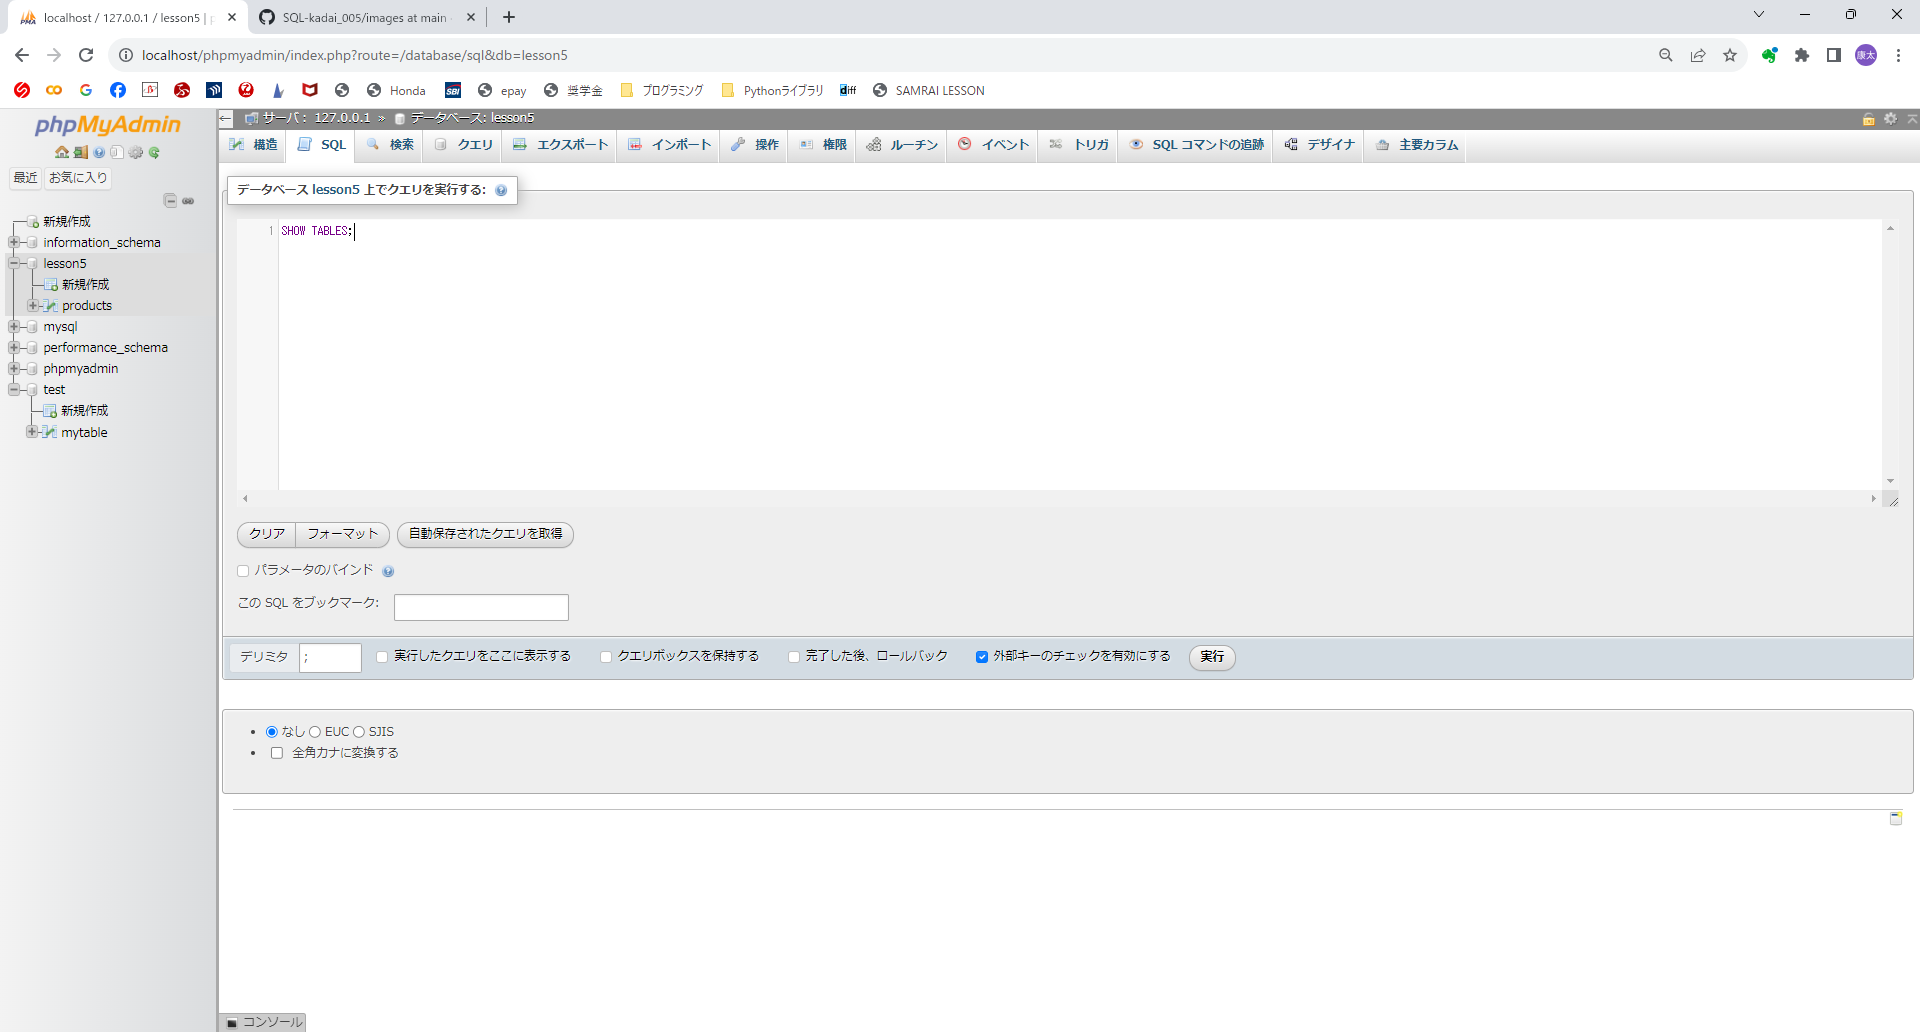 localhost / 127.0.0.1 / lesson5 | p
SQL-kadai_005/images at main
localhost/phpmyadmin/index.php?route=/database/sql&db=lesson5
康太
Honda
SBI
epay
奨学金
プログラミング
Pythonライブラリ
diff
SAMRAI LESSON
phpMyAdmin
最近
お気に入り
新規作成
information_schema
lesson5
新規作成
products
mysql
performance_schema
phpmyadmin
test
新規作成
mytable
サーバ: 127.0.0.1 » データベース: lesson5
構造
SQL
検索
クエリ
エクスポート
インポート
操作
権限
ルーチン
イベント
トリガ
SQL コマンドの追跡
デザイナ
主要カラム
データベース lesson5 上でクエリを実行する:
1 SHOW TABLES;
クリア
フォーマット
自動保存されたクエリを取得
パラメータのバインド
この SQL をブックマーク:
デリミタ ;
実行したクエリをここに表示する
クエリボックスを保持する
完了した後、ロールバック
外部キーのチェックを有効にする
実行
なし EUC SJIS
全角カナに変換する
コンソール